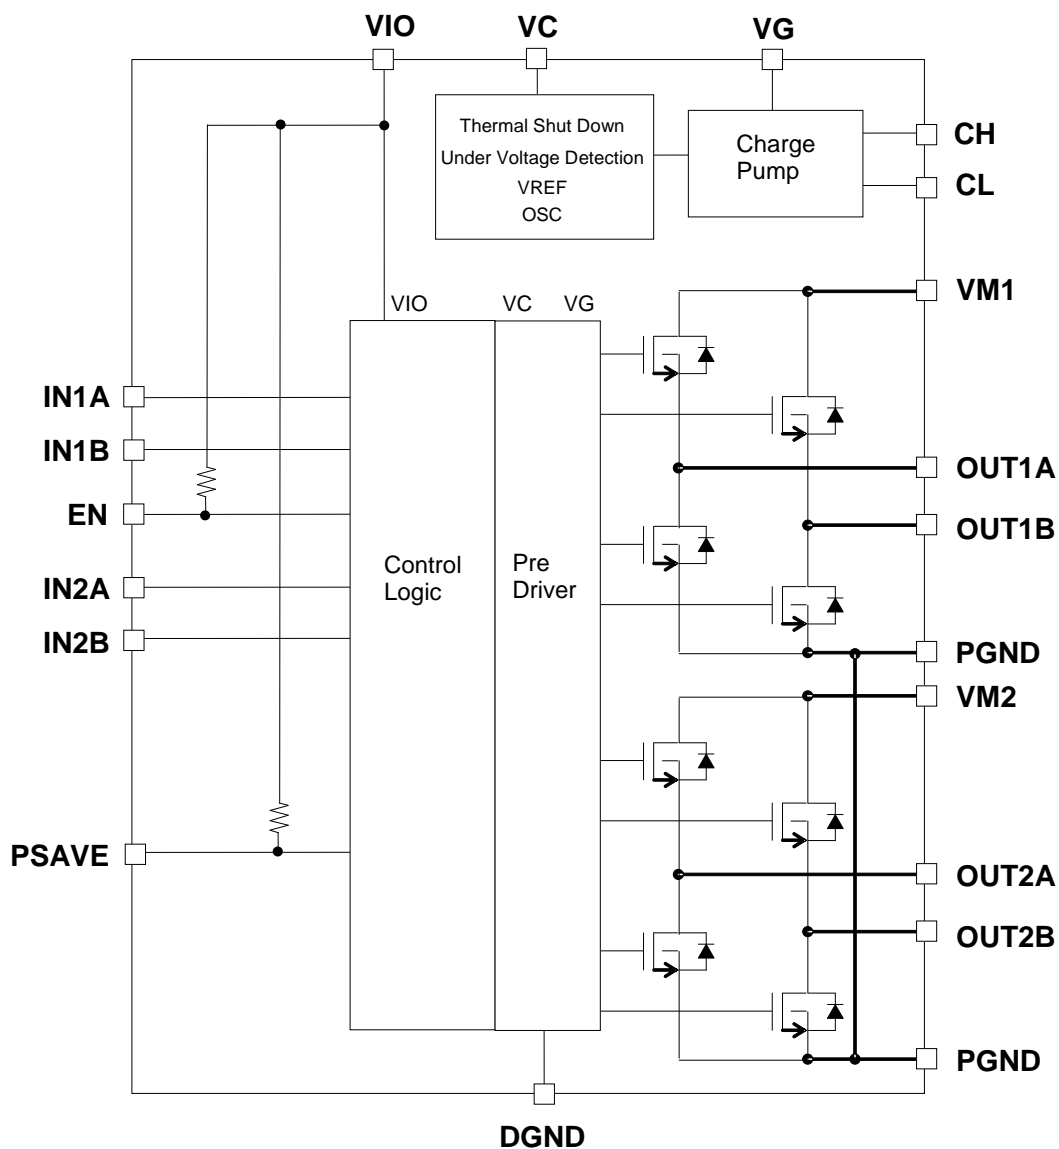 VIO
VC
VG
Thermal Shut Down
Under Voltage Detection
VREF
OSC
Charge
Pump
CH
CL
VM1
VIO
VC
VG
IN1A
IN1B
EN
IN2A
IN2B
PSAVE
Control
Logic
Pre
Driver
OUT1A
OUT1B
PGND
VM2
OUT2A
OUT2B
PGND
DGND